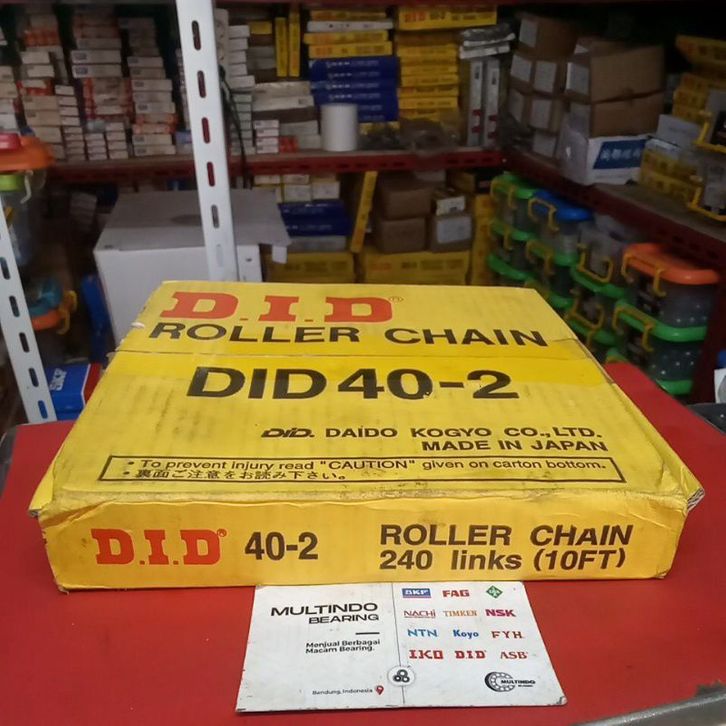 D.I.D®
ROLLER CHAIN
DID 40-2
DID. DAIDO KOGYO CO.,LTD.
MADE IN JAPAN
• To prevent injury read "CAUTION" given on carton bottom.
• 裏面ご注意をお読み下さい。
D.I.D® 40-2
ROLLER CHAIN
240 links (10FT)
MULTINDO
BEARING
Menjual Berbagai
Macam Bearing.
Bandung, Indonesia
SKF FAG
NACHI TIMKEN NSK
NTN Koyo FYH
IKO D.I.D ASB
MULTINDO
SKF